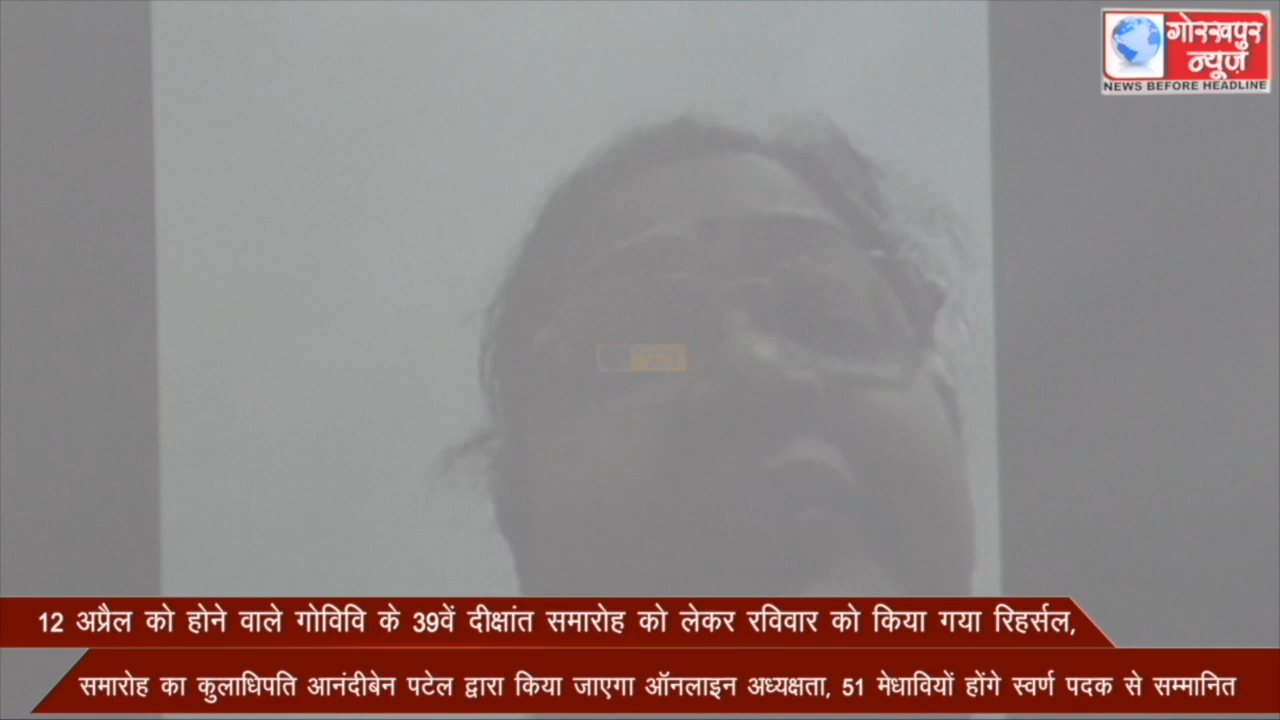 गोरखपुर
न्यूज़
NEWS BEFORE HEADLINE
12 अप्रैल को होने वाले गोविवि के 39वें दीक्षांत समारोह को लेकर रविवार को किया गया रिहर्सल,
समारोह का कुलाधिपति आनंदीबेन पटेल द्वारा किया जाएगा ऑनलाइन अध्यक्षता, 51 मेधावियों होंगे स्वर्ण पदक से सम्मानित